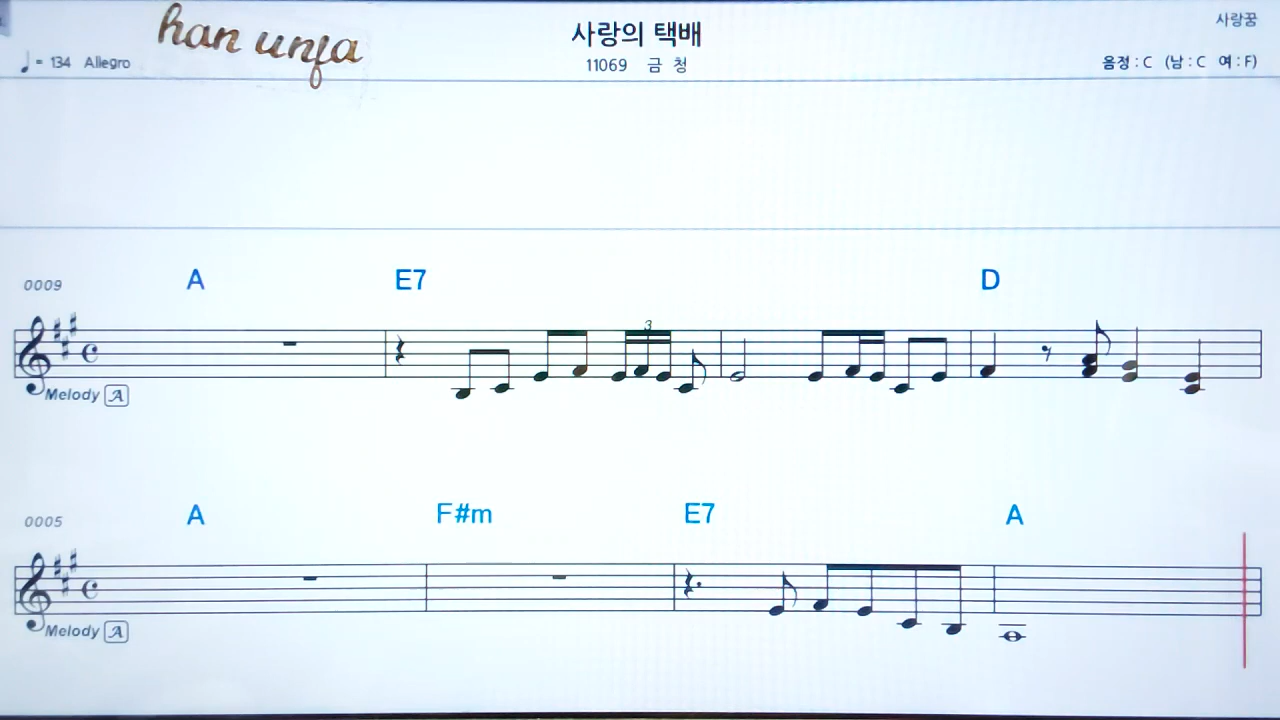 han unfa
사랑의 택배
사랑꿈
♩= 134 Allegro
11069 금 청
음정 : C (남 : C 여 : F)
A E7 D
0009
3
Melody A
A F#m E7 A
0005
Melody A